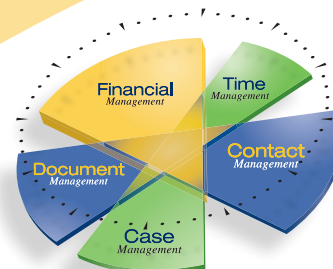 Financial
Management
Time
Management
Contact
Management
Document
Management
Case
Management